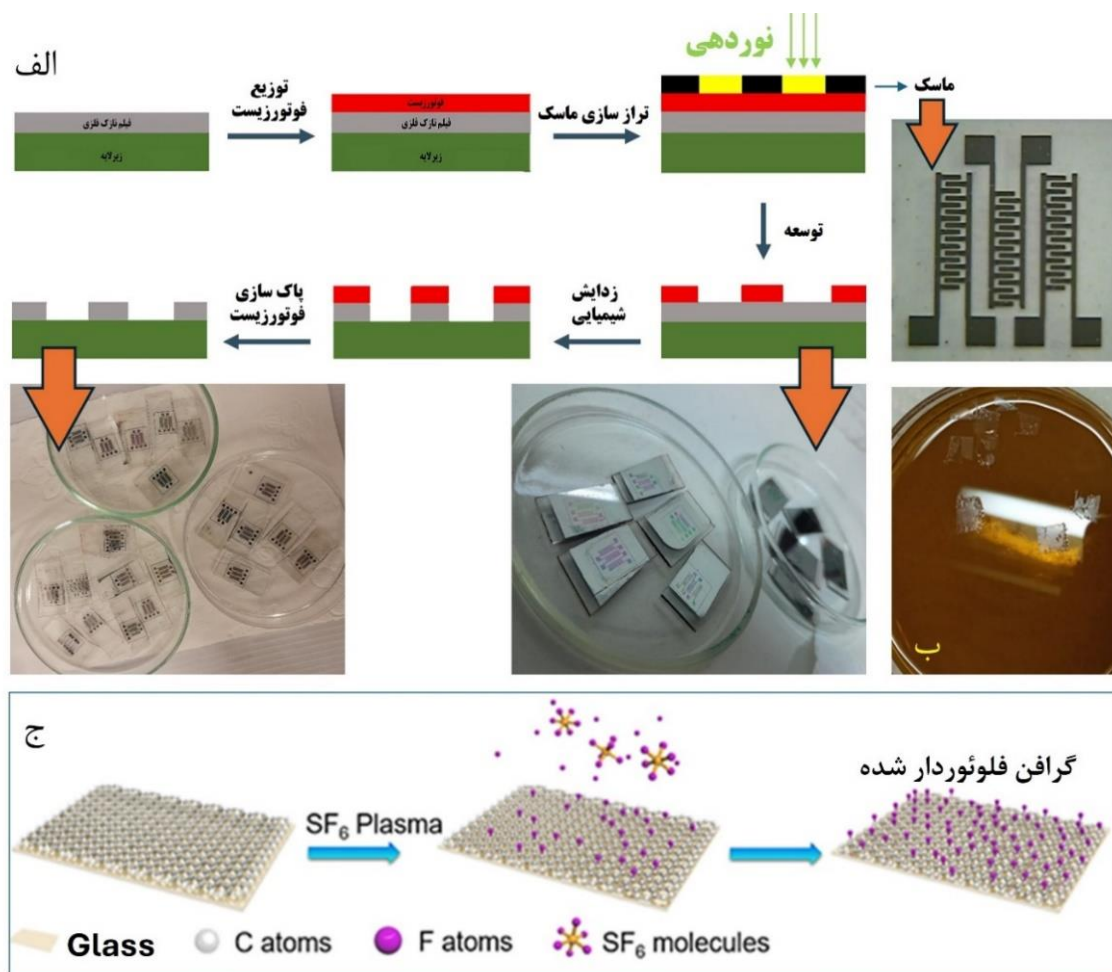 الف
نوردهی
فیلم نازک فلزی
زیرلایه
توزیع
فوتورزیست
فوتورزیست
فیلم نازک فلزی
زیرلایه
تراز سازی ماسک
ماسک
توسعه
زدایش
شیمیایی
پاک سازی
فوتورزیست
ب
ج
SF6 Plasma
گرافن فلوئوردار شده
Glass
C atoms
F atoms
SF6 molecules